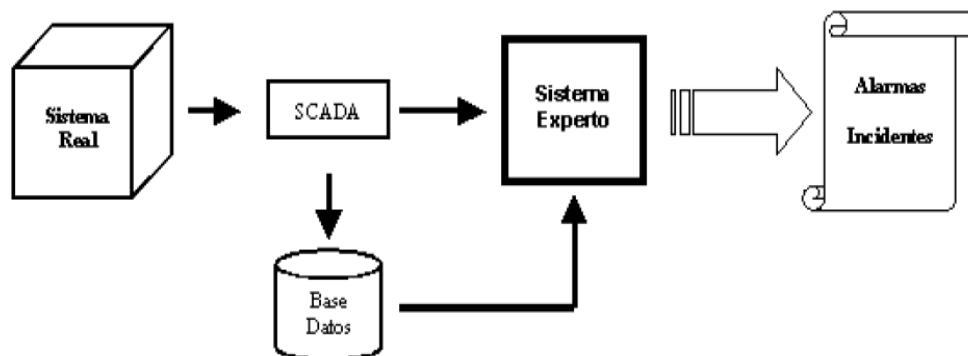 Sistema
Real
SCADA
Sistema
Experto
Alarmas
Incidentes
Base
Datos